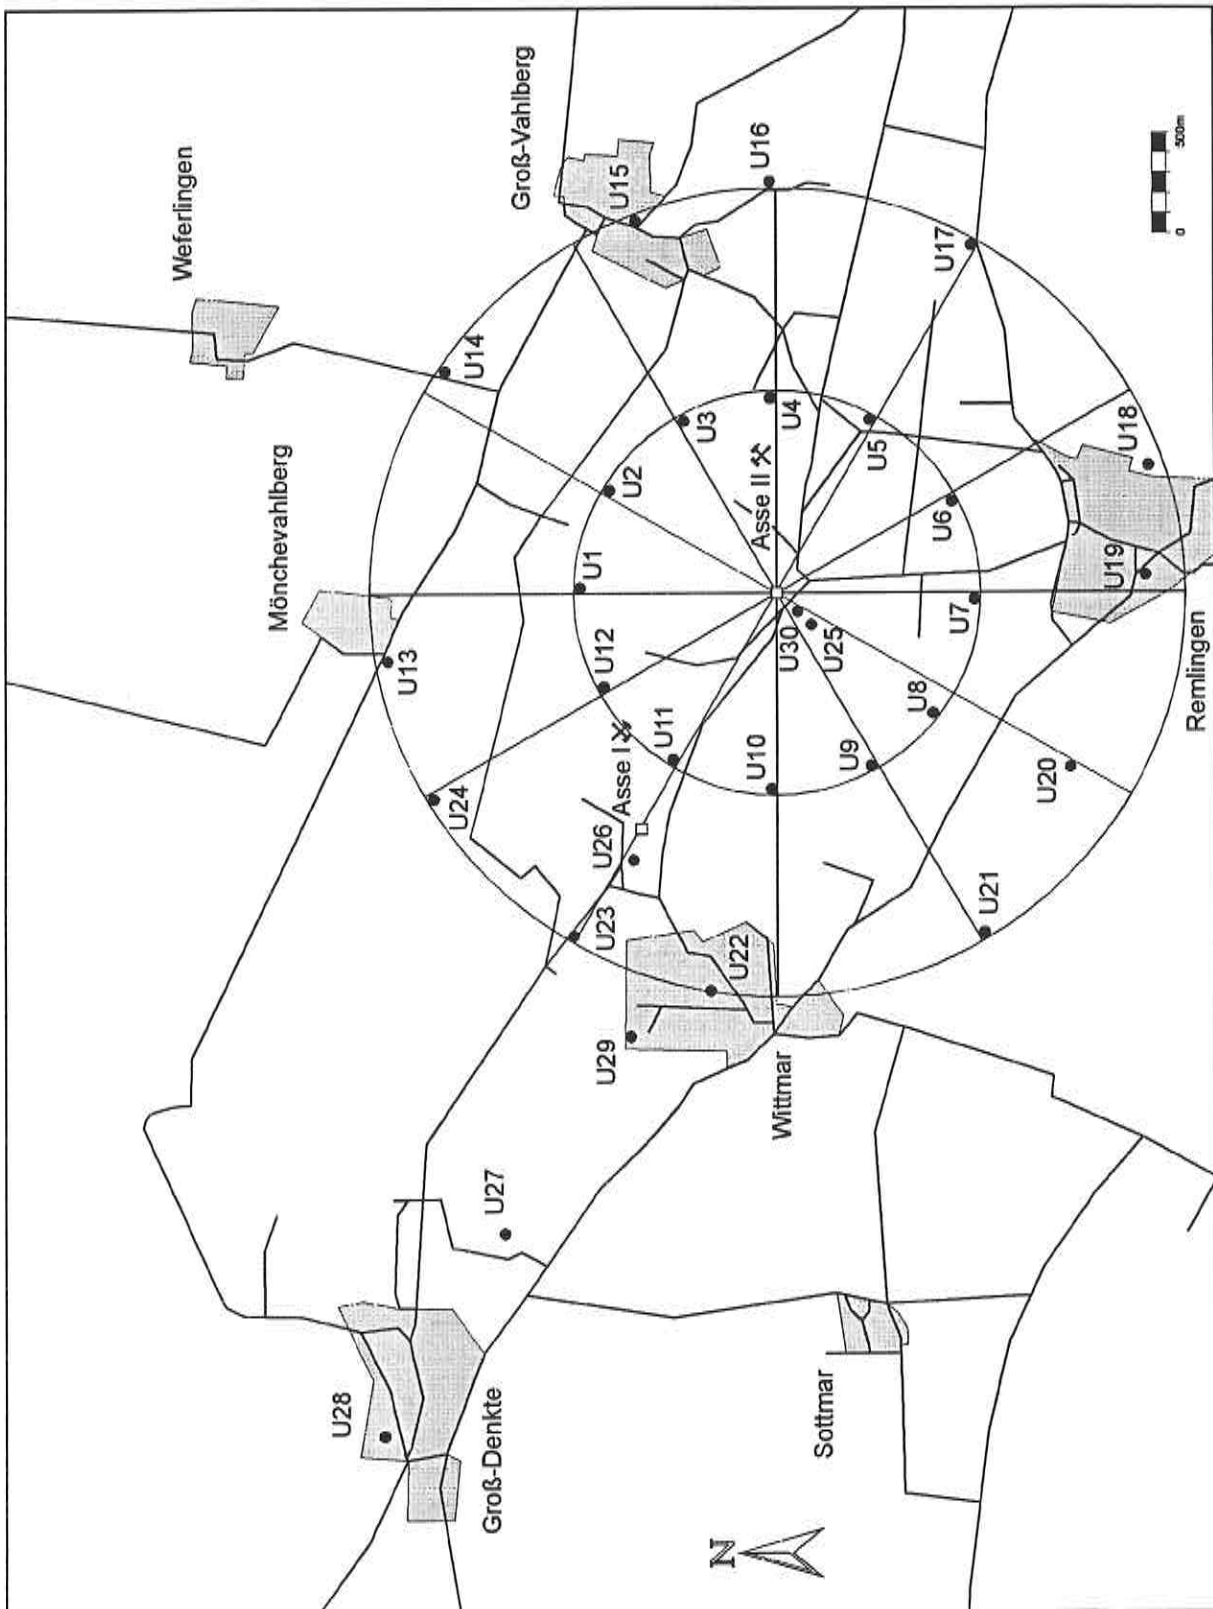 Weferlingen
Mönchevahlberg
U28
U13
U24
U14
Groß-Denkte
U27
Groß-Vahlberg
U1
U26
U12
U23
U29
U15
Asse I
U2
U11
U3
N
U22
U10
U16
Asse II
Wittmar
U30
U4
Sottmar
U25
U9
U5
U8
U6
U17
U7
U21
U20
U19
U18
0 500m
Remlingen